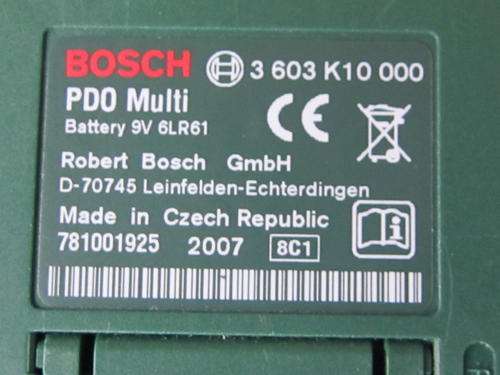 BOSCH 3 603 K10 000
PDO Multi
Battery 9V 6LR61
CE
Robert Bosch GmbH
D-70745 Leinfelden-Echterdingen
Made in Czech Republic
781001925 2007 8C1